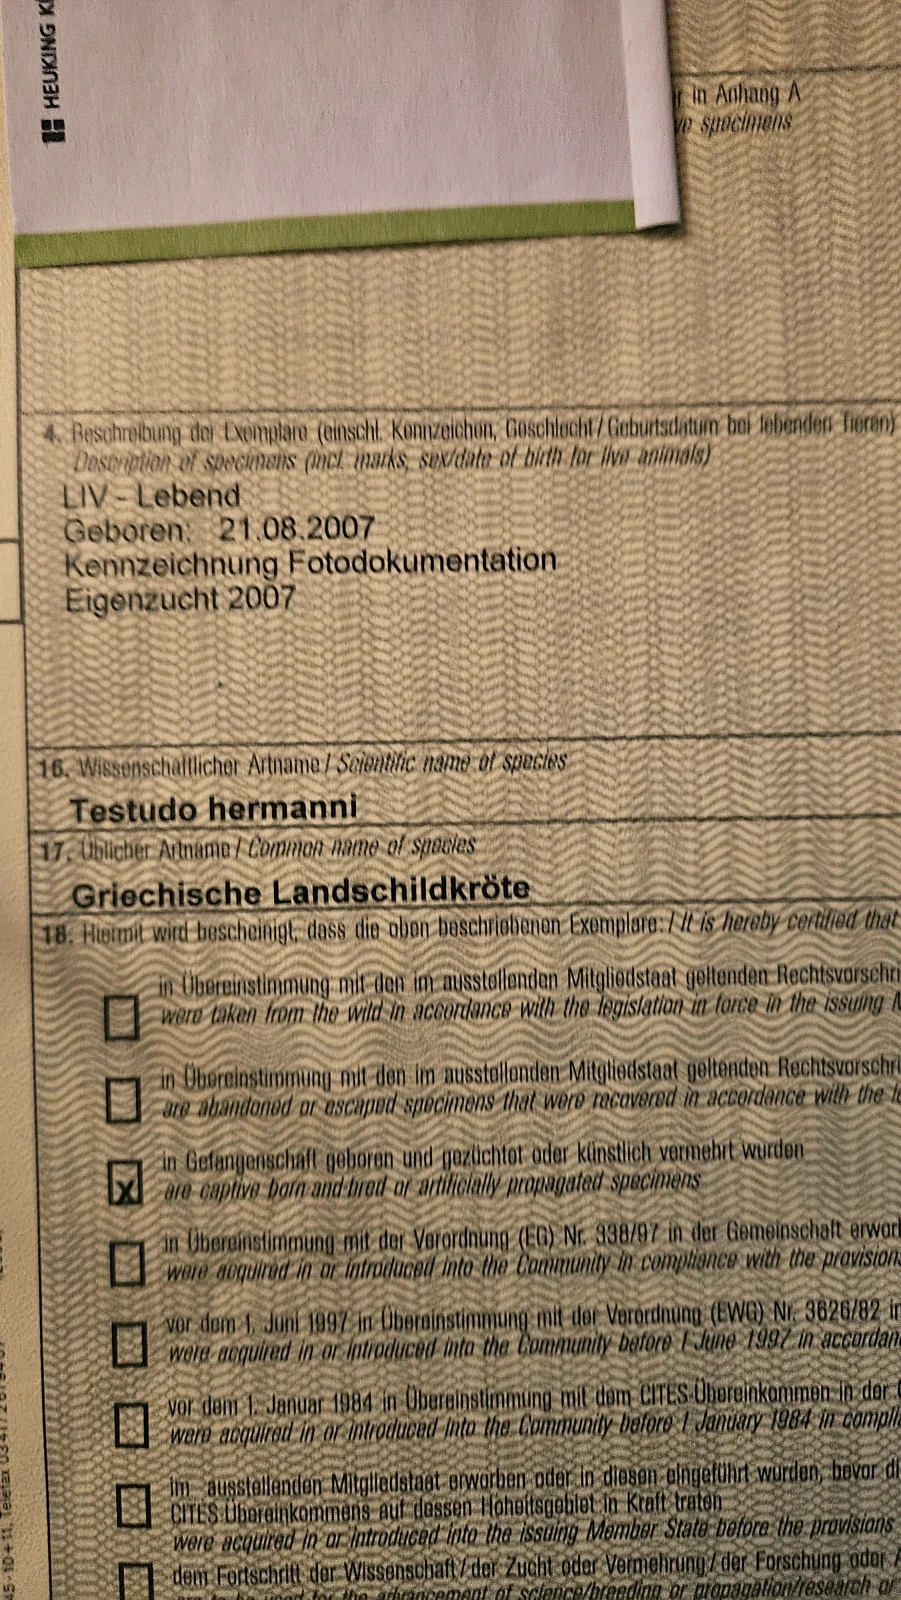 HEUKING
in Anhang A
specimens
4. Beschreibung der Exemplare (einschl. Kennzeichen, Geschlecht / Geburtsdatum bei lebenden Tieren)
Description of specimens (incl. marks, sex/date of birth for live animals)
LIV - Lebend
Geboren: 21.08.2007
Kennzeichnung Fotodokumentation
Eigenzucht 2007
16. Wissenschaftlicher Artname / Scientific name of species
Testudo hermanni
17. Üblicher Artname / Common name of species
Griechische Landschildkröte
18. Hiermit wird bescheinigt, dass die oben beschriebenen Exemplare: / It is hereby certified that
in Übereinstimmung mit den im ausstellenden Mitgliedstaat geltenden Rechtsvorschri
were taken from the wild in accordance with the legislation in force in the issuing M
in Übereinstimmung mit den im ausstellenden Mitgliedstaat geltenden Rechtsvorschri
are abandoned or escaped specimens that were recovered in accordance with the le
x in Gefangenschaft geboren und gezüchtet oder künstlich vermehrt wurden
are captive born and bred or artificially propagated specimens
in Übereinstimmung mit der Verordnung (EG) Nr. 338/97 in der Gemeinschaft erwor
were acquired in or introduced into the Community in compliance with the provision
vor dem 1. Juni 1997 in Übereinstimmung mit der Verordnung (EWG) Nr. 3626/82 in
were acquired in or introduced into the Community before 1 June 1997 in accordan
vor dem 1. Januar 1984 in Übereinstimmung mit dem CITES-Übereinkommen in der
were acquired in or introduced into the Community before 1 January 1984 in compli
im ausstellenden Mitgliedstaat erworben oder in diesen eingeführt wurden, bevor di
CITES-Übereinkommens auf dessen Hoheitsgebiet in Kraft traten
were acquired in or introduced into the issuing Member State before the provisions
dem Fortschritt der Wissenschaft / der Zucht oder Vermehrung / der Forschung oder
the advancement of science/breeding or propagation/research or